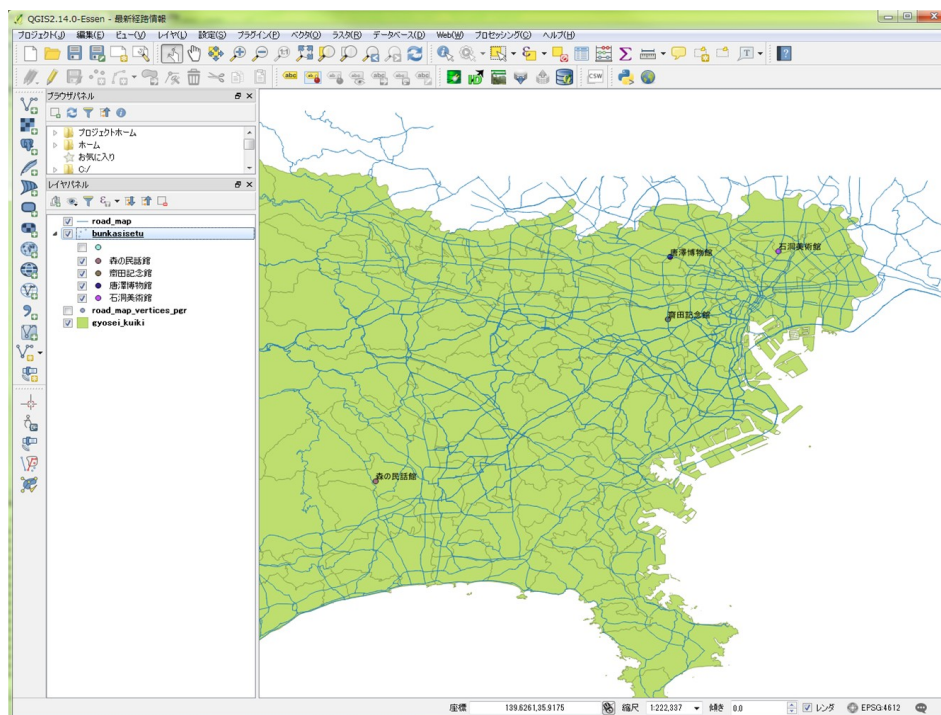 QGIS2.14.0-Essen - 最新経路情報
プロジェクト(J) 編集(E) ビュー(V) レイヤ(L) 設定(S) プラグイン(P) ベクタ(O) ラスタ(R) データベース(D) Web(W) プロセッシング(C) ヘルプ(H)
abc
CSW
ブラウザパネル
プロジェクトホーム
ホーム
お気に入り
C:/
レイヤパネル
road_map
bunkasisetu
森の民話館
齋田記念館
唐澤博物館
石洞美術館
road_map_vertices_pgr
gyosei_kuiki
石洞美術館
唐澤博物館
齋田記念館
森の民話館
座標 139.6261,35.9175 縮尺 1:222,337 傾き 0.0 レンダ EPSG:4612